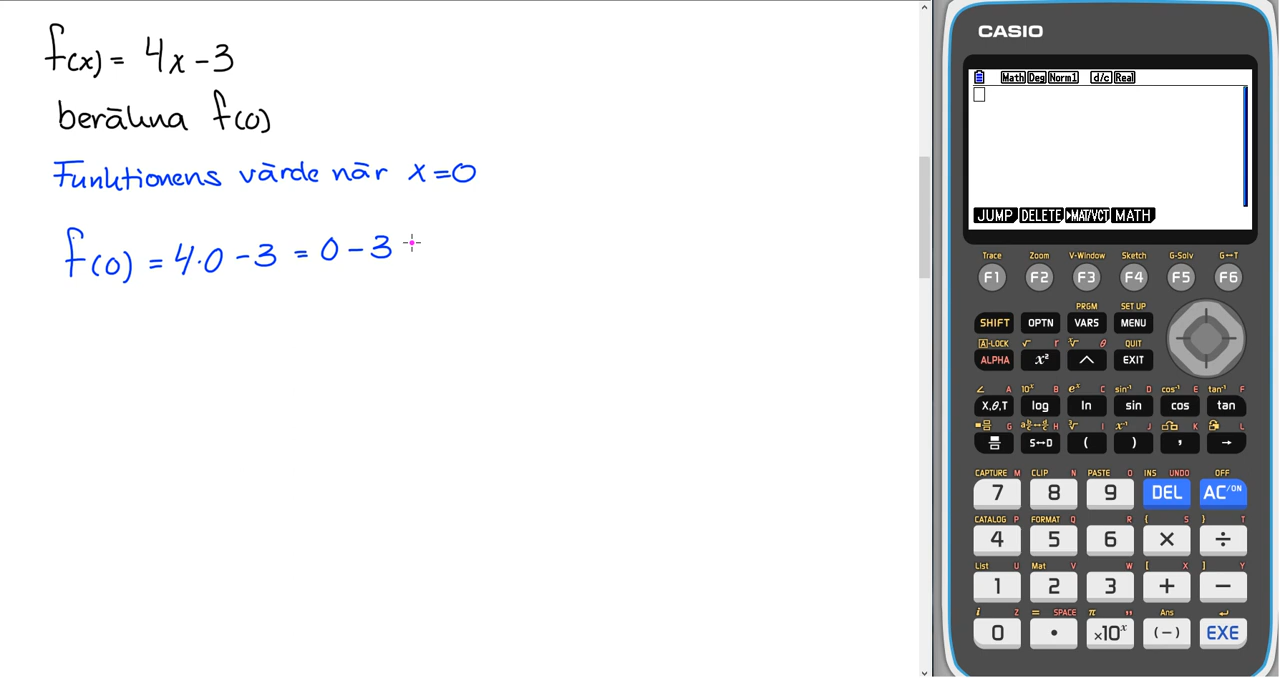 f(x) = 4x - 3
beräkna f(0)
Funktionens värde när x = 0
f(0) = 4·0 - 3 = 0 - 3
CASIO
Math Deg Norm1 d/c Real
JUMP DELETE ▶MAT/VCT MATH
Trace Zoom V-Window Sketch G-Solv G↔T
F1 F2 F3 F4 F5 F6
PRGM SET UP
SHIFT OPTN VARS MENU
A-LOCK √ r ˣ√ θ QUIT
ALPHA x² ^ EXIT
∠ A 10ˣ B eˣ C sin⁻¹ D cos⁻¹ E tan⁻¹ F
X,θ,T log ln sin cos tan
G H I x⁻¹ J K L
S↔D ( ) , →
CAPTURE M CLIP N PASTE O INS UNDO OFF
7 8 9 DEL AC/ON
CATALOG P FORMAT Q R { S } T
4 5 6 × ÷
List U Mat V W [ X ] Y
1 2 3 + −
i Z = SPACE π " Ans ↵
0 • ×10ˣ (−) EXE